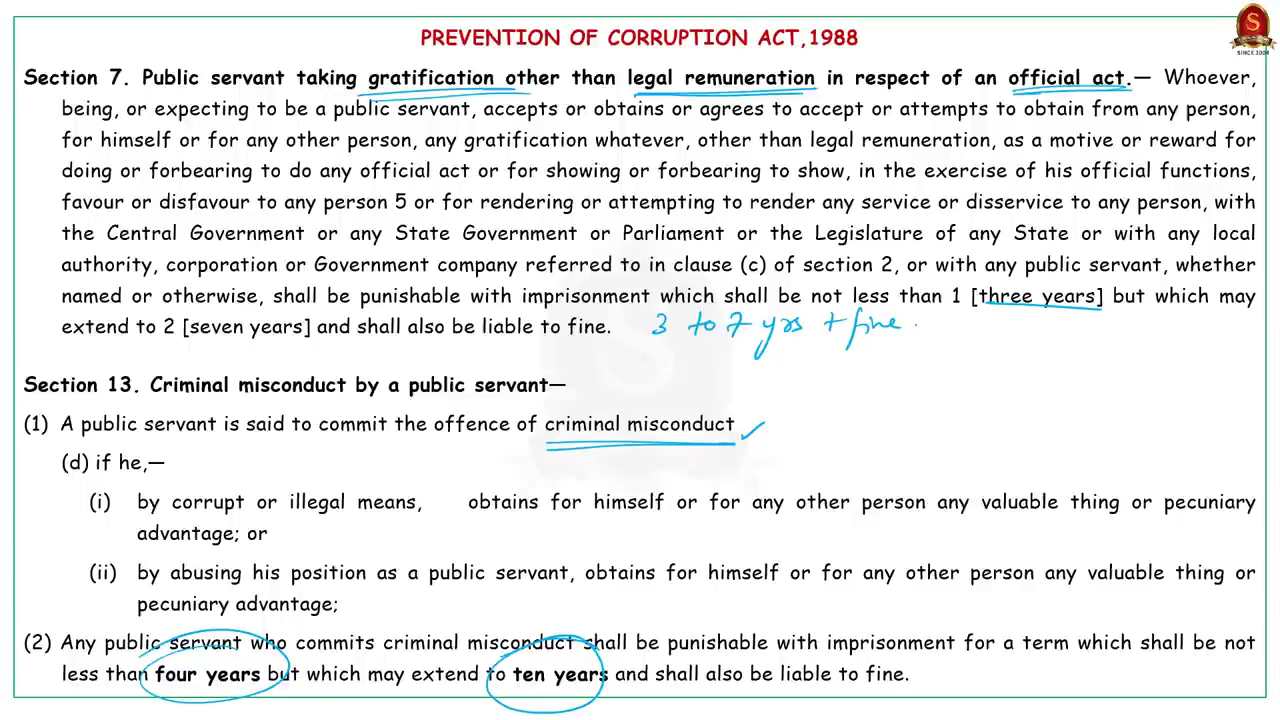 PREVENTION OF CORRUPTION ACT,1988
S
SINCE 2004
Section 7. Public servant taking gratification other than legal remuneration in respect of an official act.— Whoever,
being, or expecting to be a public servant, accepts or obtains or agrees to accept or attempts to obtain from any person,
for himself or for any other person, any gratification whatever, other than legal remuneration, as a motive or reward for
doing or forbearing to do any official act or for showing or forbearing to show, in the exercise of his official functions,
favour or disfavour to any person 5 or for rendering or attempting to render any service or disservice to any person, with
the Central Government or any State Government or Parliament or the Legislature of any State or with any local
authority, corporation or Government company referred to in clause (c) of section 2, or with any public servant, whether
named or otherwise, shall be punishable with imprisonment which shall be not less than 1 [three years] but which may
extend to 2 [seven years] and shall also be liable to fine. 3 to 7 yrs + fine.
Section 13. Criminal misconduct by a public servant—
(1) A public servant is said to commit the offence of criminal misconduct
(d) if he,—
(i) by corrupt or illegal means, obtains for himself or for any other person any valuable thing or pecuniary
advantage; or
(ii) by abusing his position as a public servant, obtains for himself or for any other person any valuable thing or
pecuniary advantage;
(2) Any public servant who commits criminal misconduct shall be punishable with imprisonment for a term which shall be not
less than four years but which may extend to ten years and shall also be liable to fine.